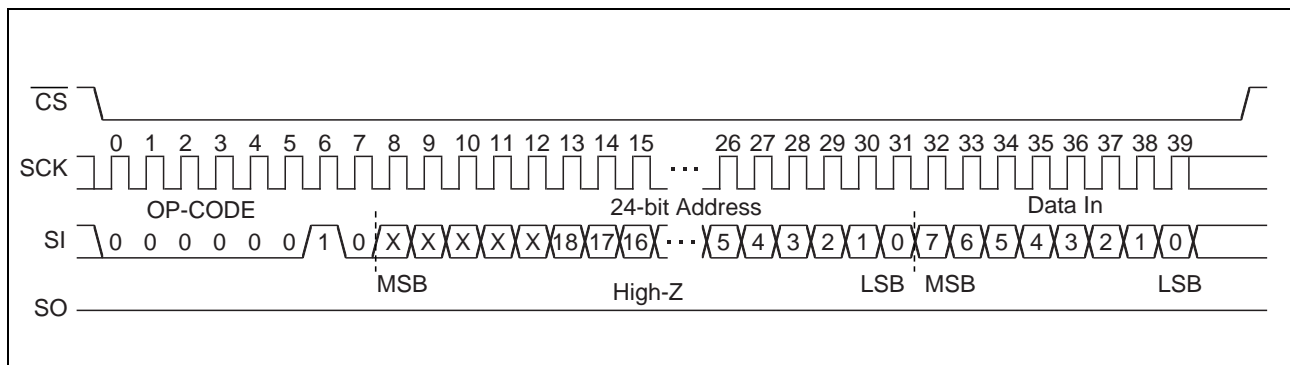 CS
0 1 2 3 4 5 6 7 8 9 10 11 12 13 14 15 26 27 28 29 30 31 32 33 34 35 36 37 38 39
SCK ···
OP-CODE 24-bit Address Data In
SI 0 0 0 0 0 0 1 0 X X X X X 18 17 16 ··· 5 4 3 2 1 0 7 6 5 4 3 2 1 0
MSB High-Z LSB MSB LSB
SO